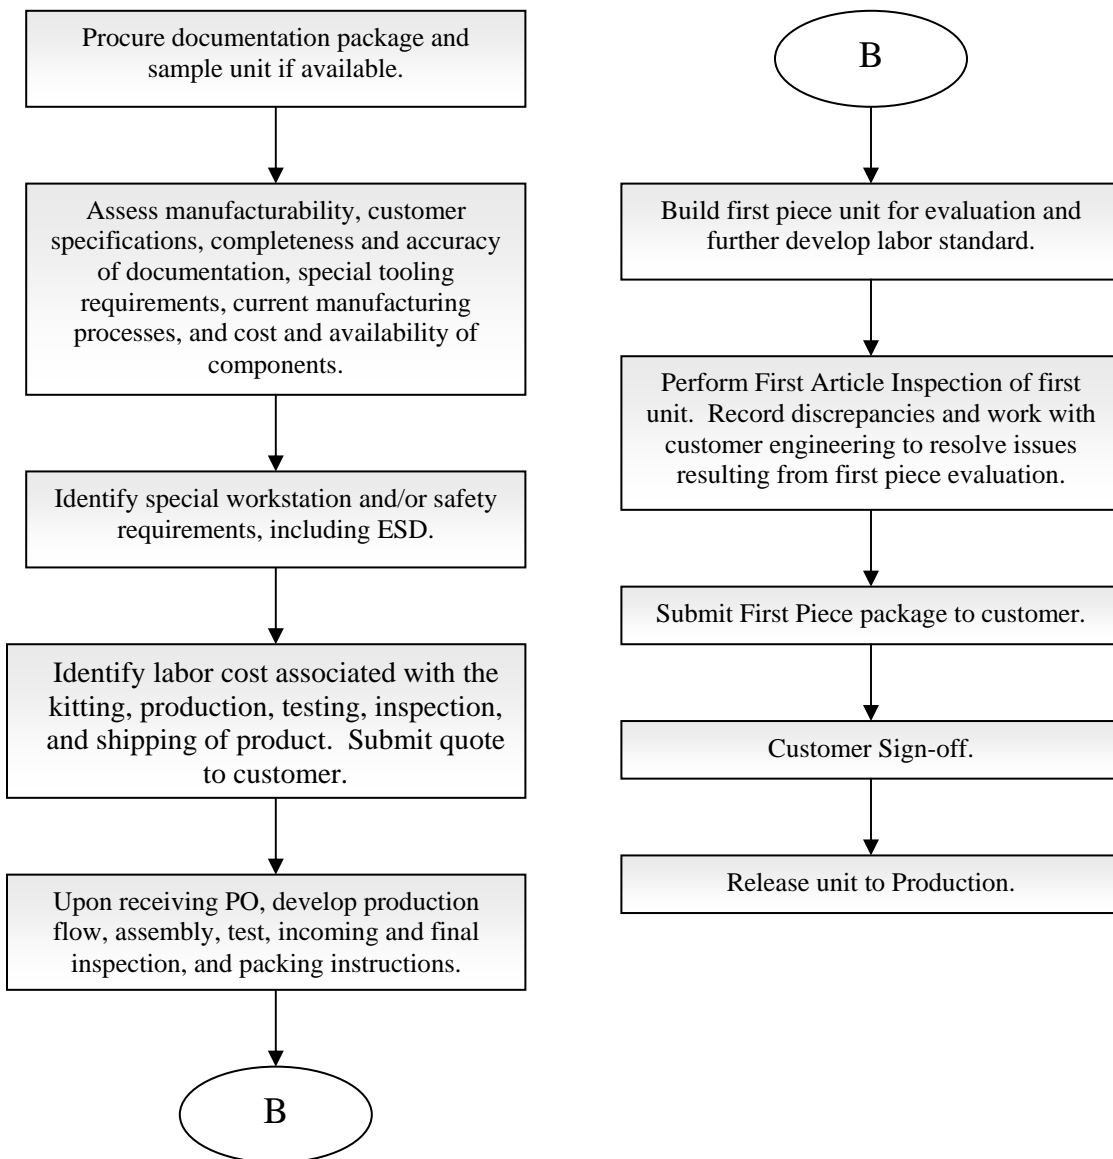 Procure documentation package and
sample unit if available.
Assess manufacturability, customer
specifications, completeness and accuracy
of documentation, special tooling
requirements, current manufacturing
processes, and cost and availability of
components.
Identify special workstation and/or safety
requirements, including ESD.
Identify labor cost associated with the
kitting, production, testing, inspection,
and shipping of product.  Submit quote
to customer.
Upon receiving PO, develop production
flow, assembly, test, incoming and final
inspection, and packing instructions.
B
B
Build first piece unit for evaluation and
further develop labor standard.
Perform First Article Inspection of first
unit.  Record discrepancies and work with
customer engineering to resolve issues
resulting from first piece evaluation.
Submit First Piece package to customer.
Customer Sign-off.
Release unit to Production.